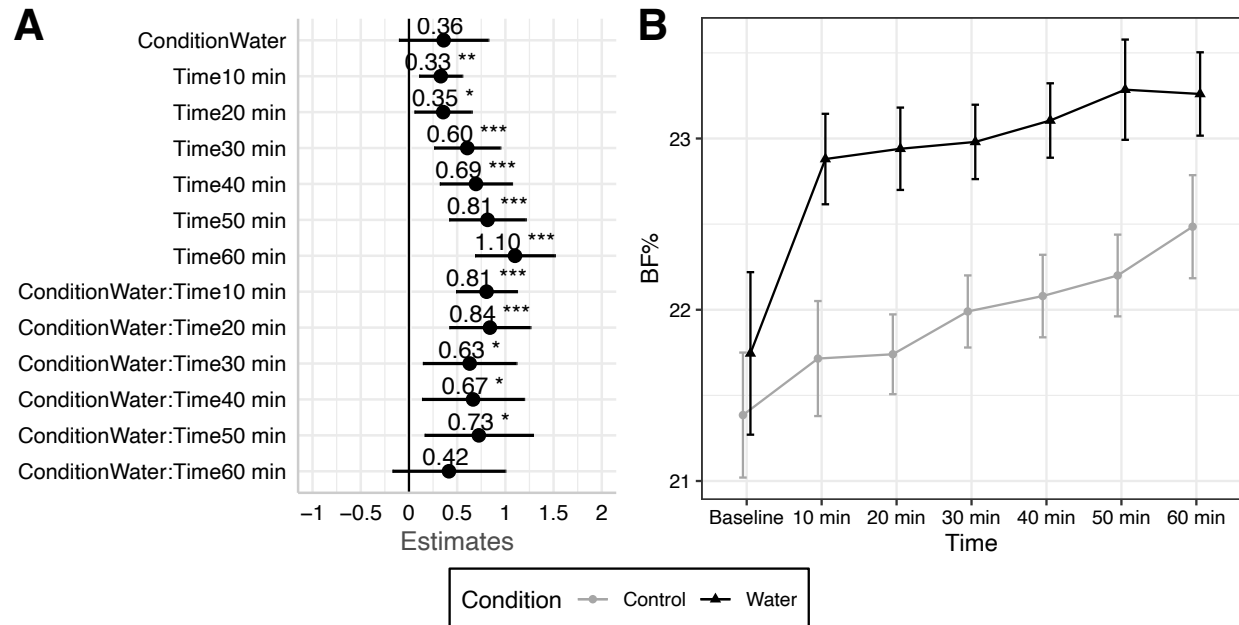 A
ConditionWater 0.36
Time10 min 0.33 **
Time20 min 0.35 *
Time30 min 0.60 ***
Time40 min 0.69 ***
Time50 min 0.81 ***
Time60 min 1.10 ***
ConditionWater:Time10 min 0.81 ***
ConditionWater:Time20 min 0.84 ***
ConditionWater:Time30 min 0.63 *
ConditionWater:Time40 min 0.67 *
ConditionWater:Time50 min 0.73 *
ConditionWater:Time60 min 0.42
−1 −0.5 0 0.5 1 1.5 2
Estimates
B
BF%
23
22
21
Baseline 10 min 20 min 30 min 40 min 50 min 60 min
Time
Condition Control Water